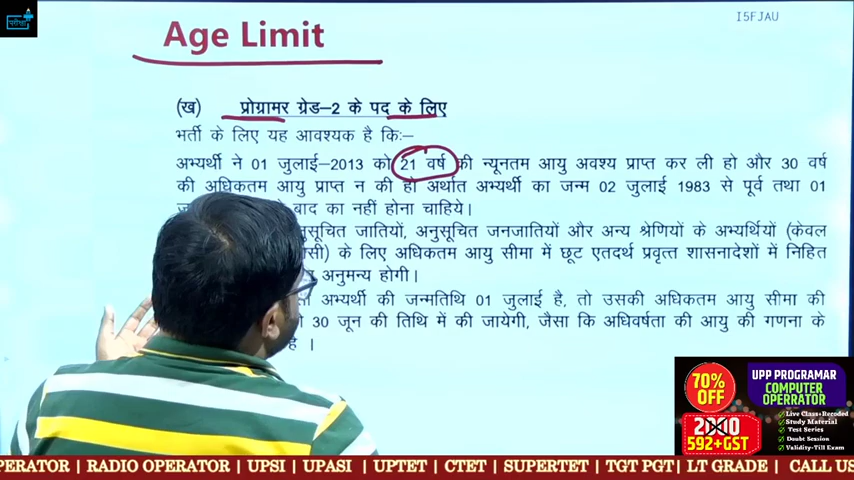 I5FJAU
परीक्षा
Age Limit
(ख) प्रोग्रामर ग्रेड-2 के पद के लिए
भर्ती के लिए यह आवश्यक है कि:-
अभ्यर्थी ने 01 जुलाई-2013 को 21 वर्ष की न्यूनतम आयु अवश्य प्राप्त कर ली हो और 30 वर्ष
की अधिकतम आयु प्राप्त न की हो अर्थात अभ्यर्थी का जन्म 02 जुलाई 1983 से पूर्व तथा 01
बाद का नहीं होना चाहिये।
अनुसूचित जनजातियों और अन्य श्रेणियों के अभ्यर्थियों (केवल
के लिए अधिकतम आयु सीमा में छूट एतदर्थ प्रवृत्त शासनादेशों में निहित
अनुमन्य होगी।
अभ्यर्थी की जन्मतिथि 01 जुलाई है, तो उसकी अधिकतम आयु सीमा की
30 जून की तिथि में की जायेगी, जैसा कि अधिवर्षता की आयु की गणना के
है ।
70%
OFF
2000
592+GST
UPP PROGRAMAR
COMPUTER
OPERRATOR
Live Class+Recoded
Study Material
Test Series
Doubt Session
Validity-Till Exam
PERATOR | RADIO OPERATOR | UPSI | UPASI | UPTET | CTET | SUPERTET | TGT PGT | LT GRADE | CALL US